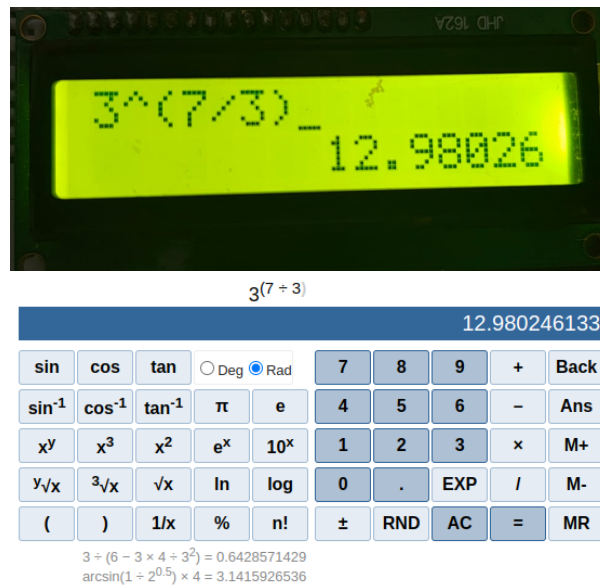 JHD 162A
3^(7/3)_
12.98026
3^(7 ÷ 3)
12.980246133
sin cos tan Deg Rad 7 8 9 + Back
sin⁻¹ cos⁻¹ tan⁻¹ π e 4 5 6 – Ans
xʸ x³ x² eˣ 10ˣ 1 2 3 × M+
ʸ√x ³√x √x ln log 0 . EXP / M-
( ) 1/x % n! ± RND AC = MR
3 ÷ (6 − 3 × 4 ÷ 3²) = 0.6428571429
arcsin(1 ÷ 2^0.5) × 4 = 3.1415926536